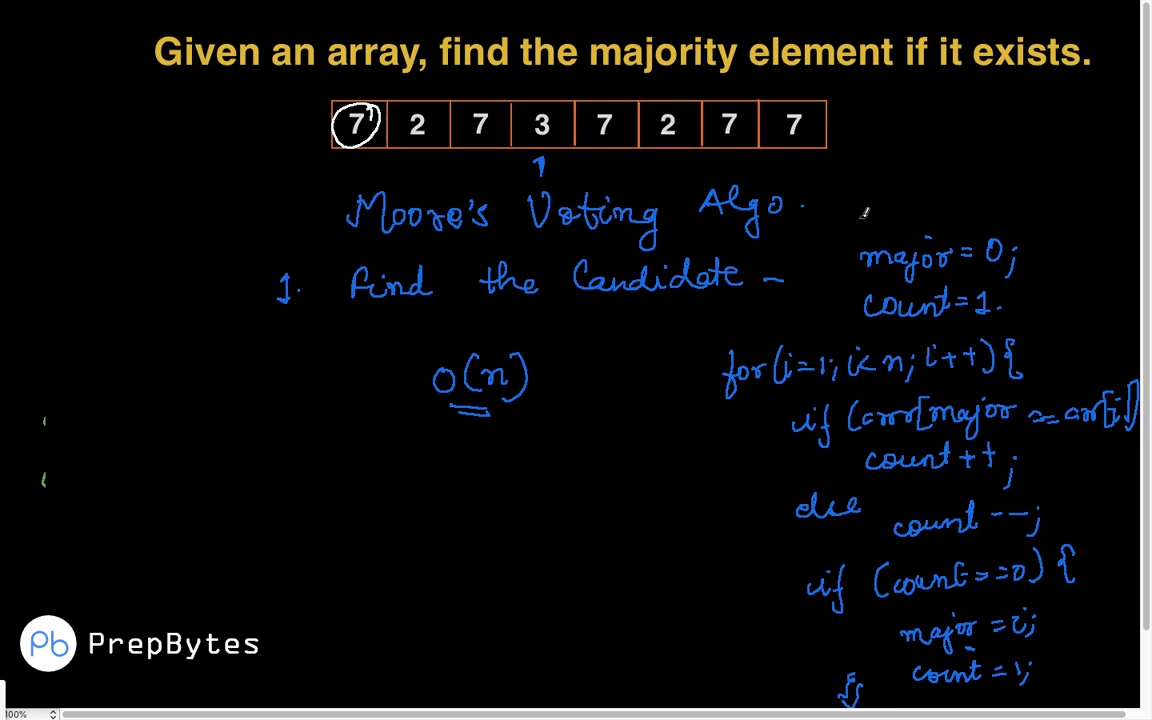 Given an array, find the majority element if it exists.
7 2 7 3 7 2 7 7
Moore's Voting Algo.
1. Find the Candidate -
O(n)
major = 0;
count = 1.
for(i=1; i<n; i++){
if (arr[major == arr[i])
count ++;
else count --;
if (count==0) {
major = i;
count = 1;
}}
Pb PrepBytes
100%